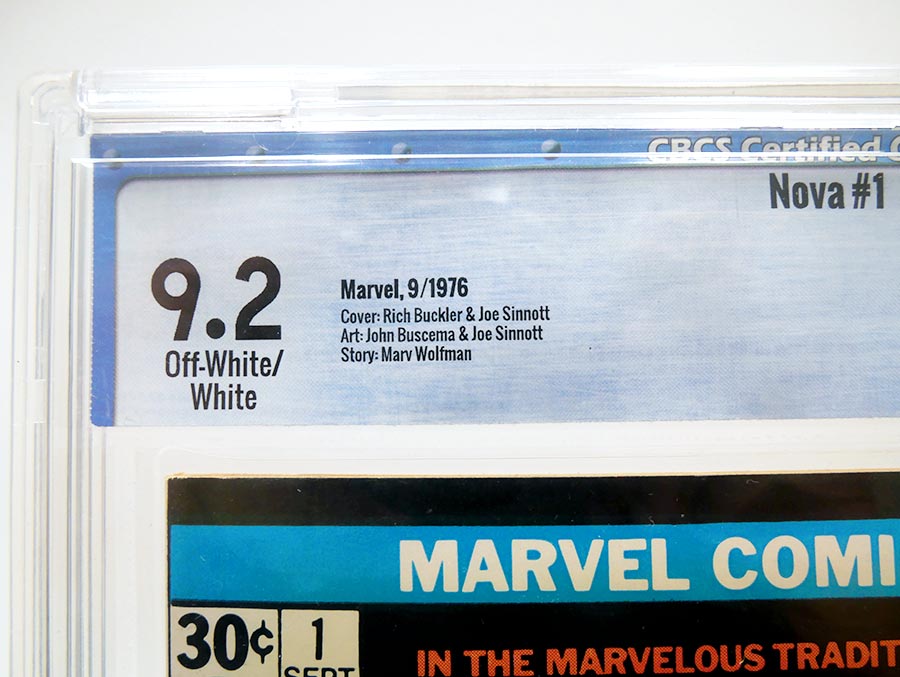 CBCS Certified
Nova #1
9.2
Off-White/
White
Marvel, 9/1976
Cover: Rich Buckler & Joe Sinnott
Art: John Buscema & Joe Sinnott
Story: Marv Wolfman
MARVEL COMI
30¢
1
SEPT
IN THE MARVELOUS TRADIT